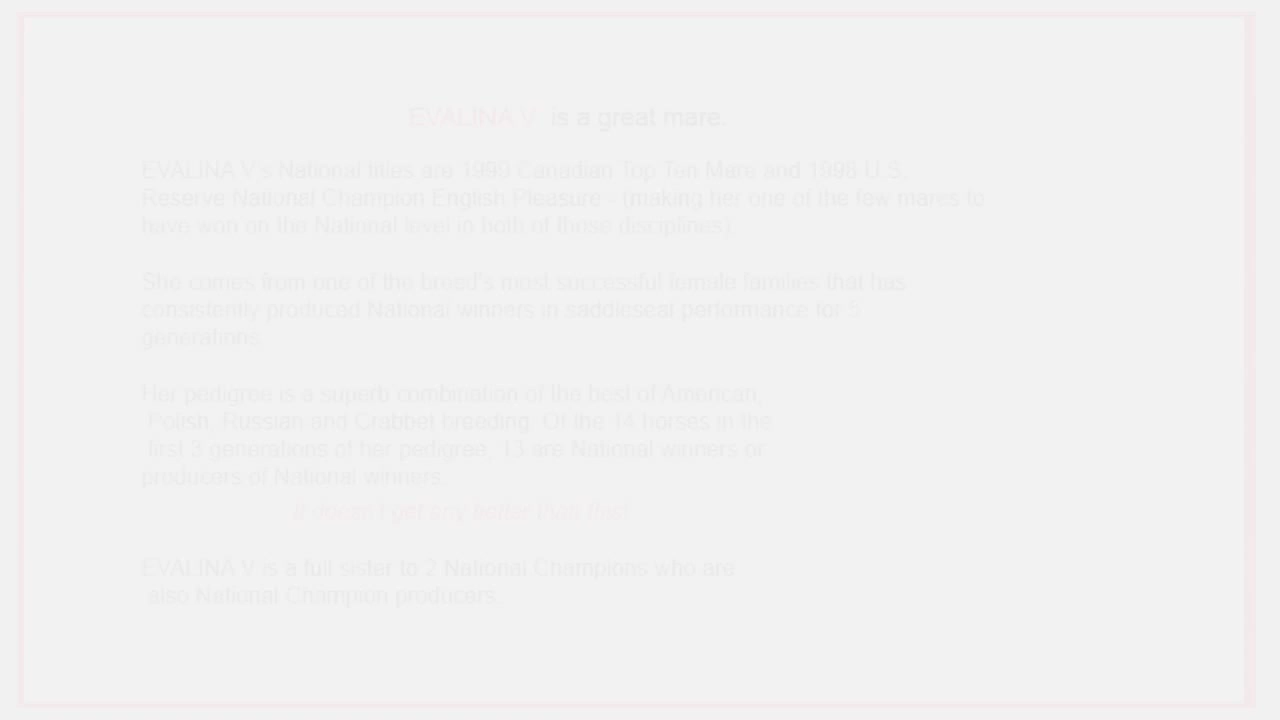 EVALINA V is a great mare.
EVALINA V's National titles are 1999 Canadian Top Ten Mare and 1998 U.S.
Reserve National Champion English Pleasure - (making her one of the few mares to
have won on the National level in both of those disciplines).
She comes from one of the breed's most successful female families that has
consistantly produced National winners in saddleseat performance for 5
generations.
Her pedigree is a superb combination of the best of American,
Polish, Russian and Crabbet breeding. Of the 14 horses in the
first 3 generations of her pedigree, 13 are National winners or
producers of National winners.
It doesn't get any better than this!
EVALINA V is a full sister to 2 National Champions who are
also National Champion producers.